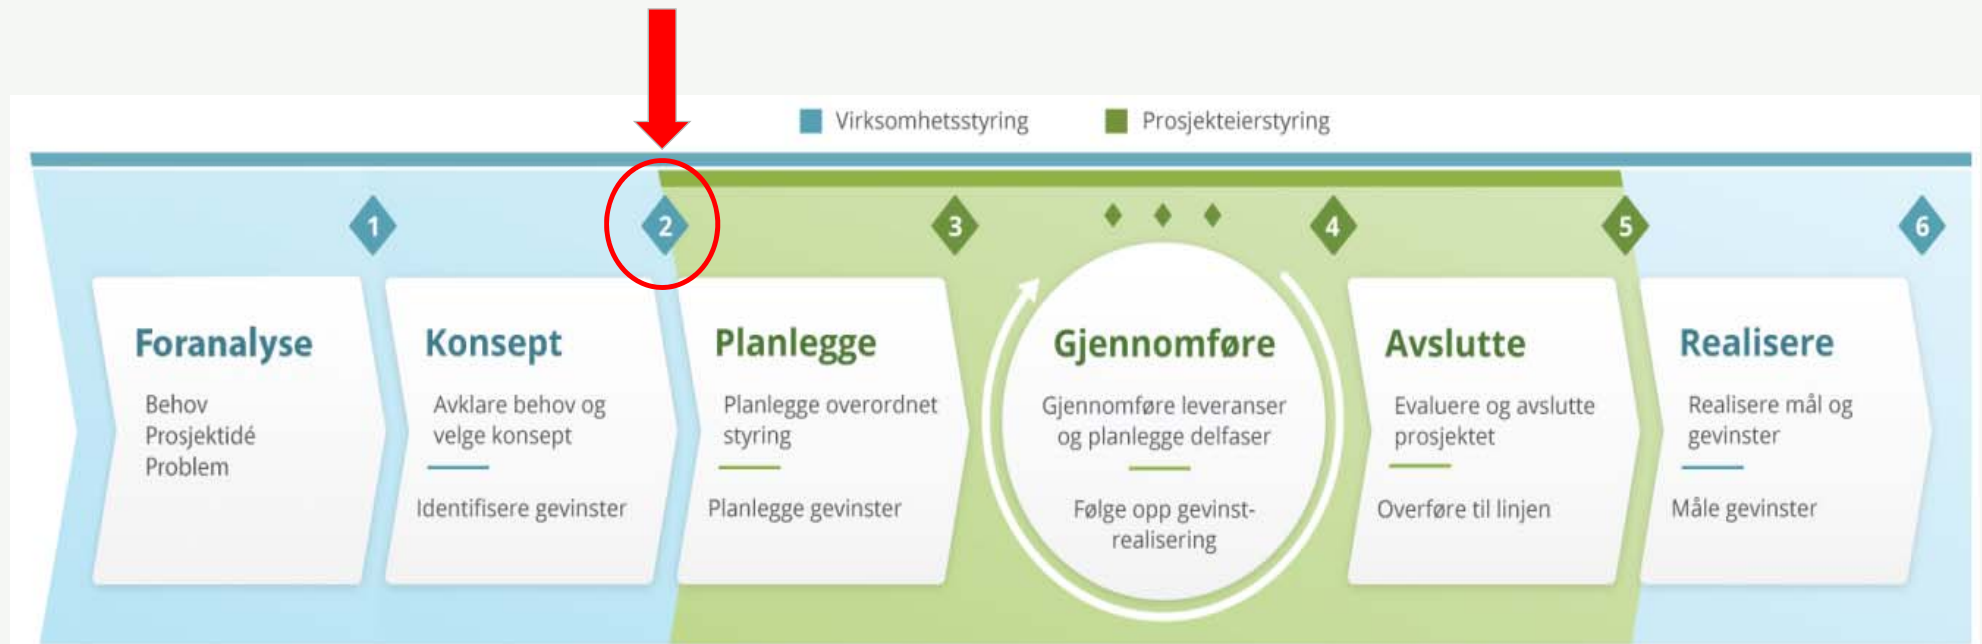 Virksomhetsstyring
Prosjekteierstyring
1
2
3
4
5
6
Foranalyse
Behov
Prosjektidé
Problem
Konsept
Avklare behov og
velge konsept
Identifisere gevinster
Planlegge
Planlegge overordnet
styring
Planlegge gevinster
Gjennomføre
Gjennomføre leveranser
og planlegge delfaser
Følge opp gevinst-
realisering
Avslutte
Evaluere og avslutte
prosjektet
Overføre til linjen
Realisere
Realisere mål og
gevinster
Måle gevinster